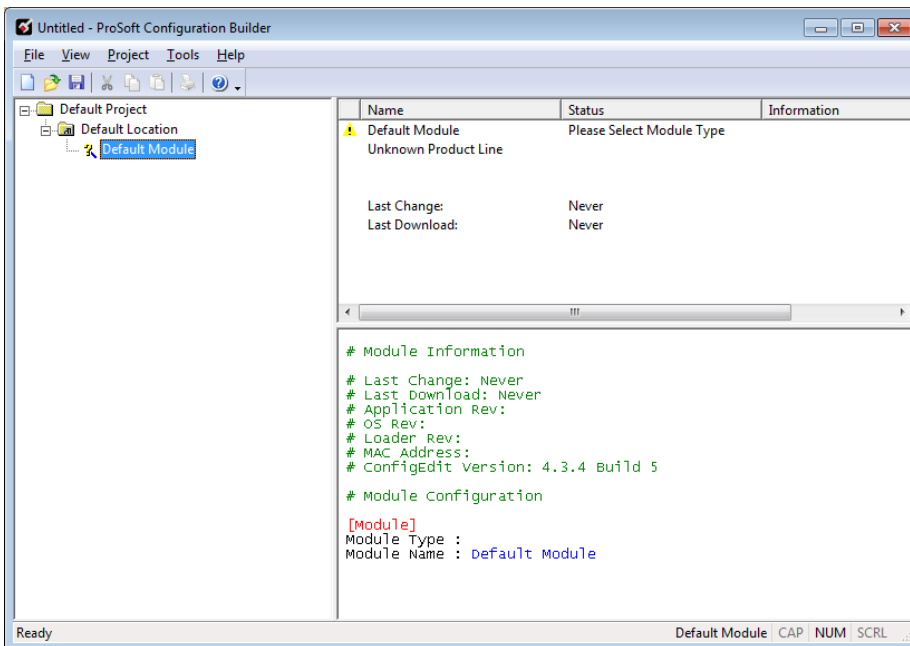 Untitled - ProSoft Configuration Builder
File View Project Tools Help
Default Project
Default Location
Default Module
Name Status Information
Default Module Please Select Module Type
Unknown Product Line
Last Change: Never
Last Download: Never
# Module Information
# Last Change: Never
# Last Download: Never
# Application Rev:
# OS Rev:
# Loader Rev:
# MAC Address:
# ConfigEdit Version: 4.3.4 Build 5
# Module Configuration
[Module]
Module Type :
Module Name : Default Module
Ready Default Module CAP NUM SCRL